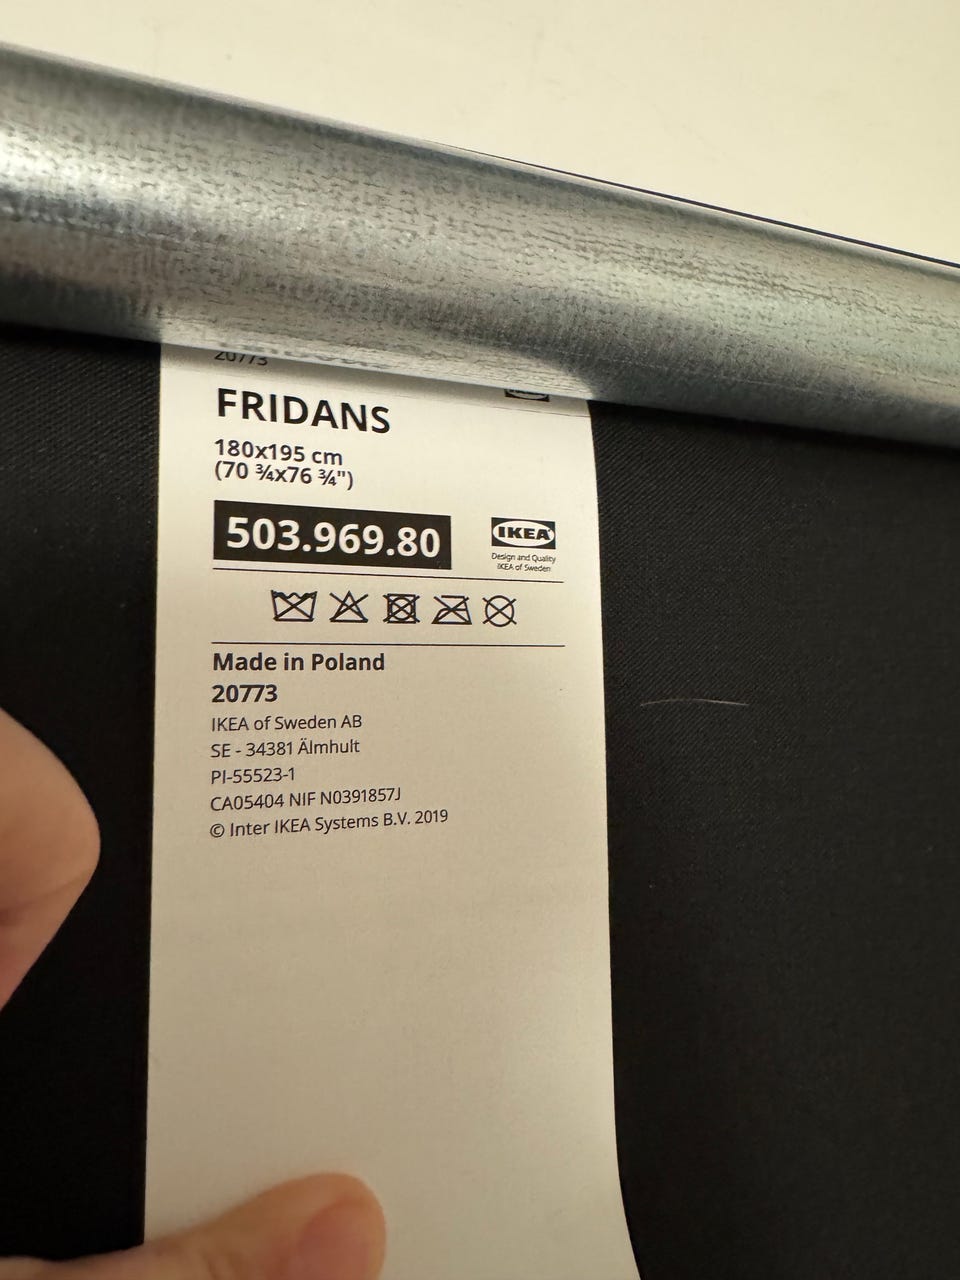 20773
FRIDANS
180x195 cm
(70 ¾x76 ¾")
503.969.80
IKEA
Design and Quality
IKEA of Sweden
Made in Poland
20773
IKEA of Sweden AB
SE - 34381 Älmhult
PI-55523-1
CA05404 NIF N0391857J
© Inter IKEA Systems B.V. 2019